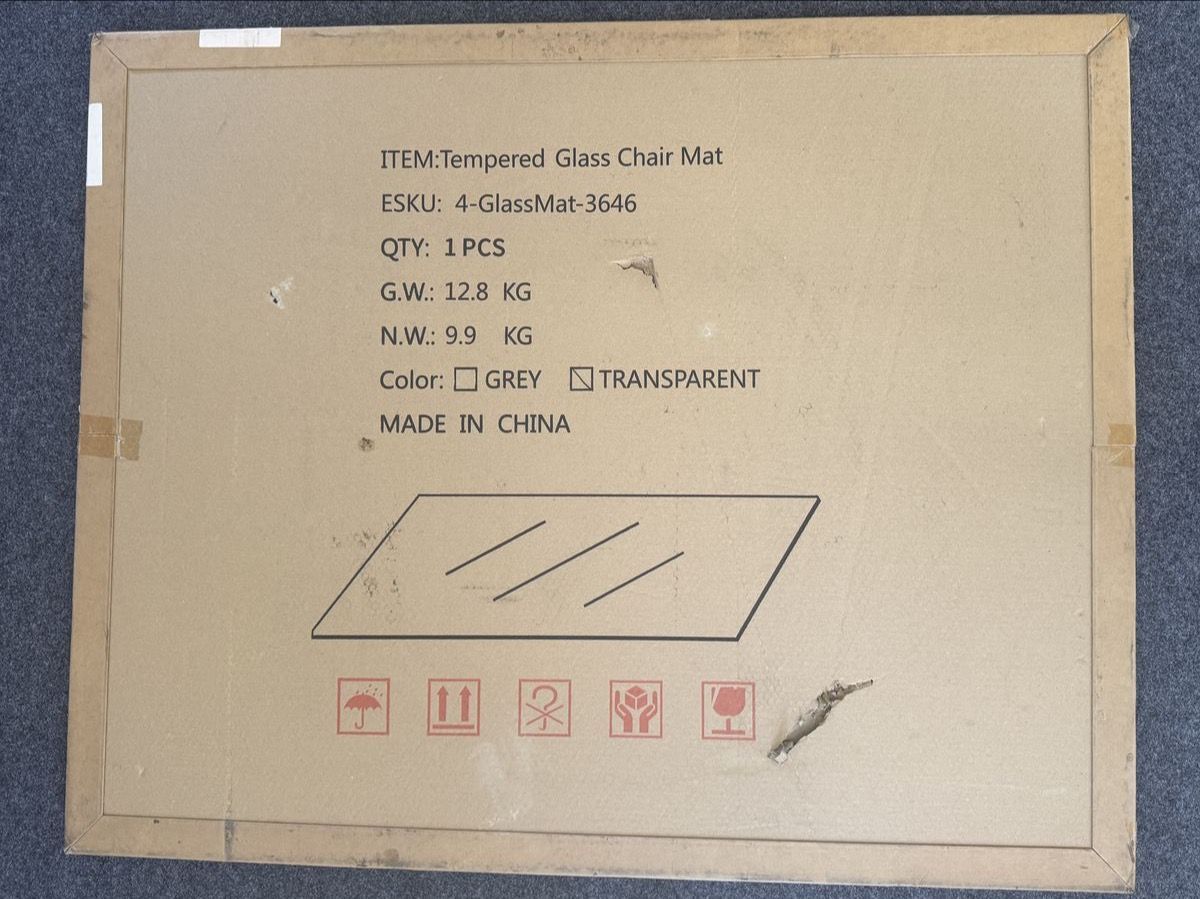 ITEM:Tempered Glass Chair Mat
ESKU: 4-GlassMat-3646
QTY: 1 PCS
G.W.: 12.8 KG
N.W.: 9.9 KG
Color: GREY TRANSPARENT
MADE IN CHINA